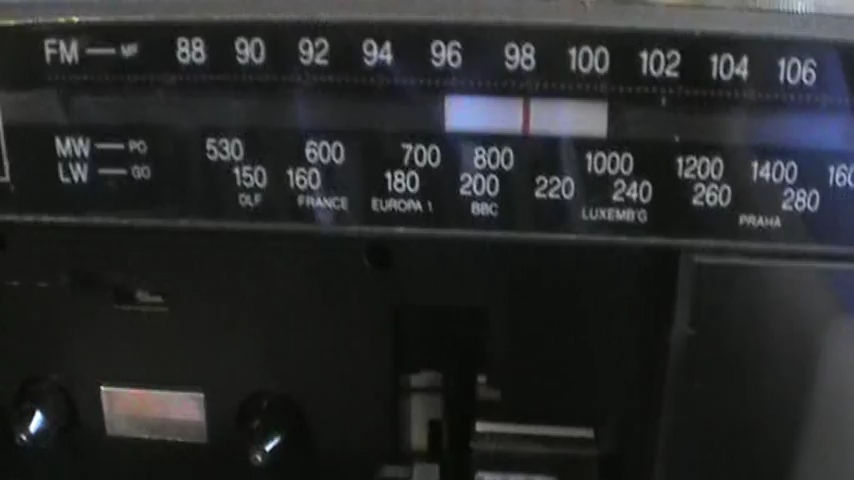 FM — MF 88 90 92 94 96 98 100 102 104 106
MW — PO 530 600 700 800 1000 1200 1400 160
LW — GO 150 160 180 200 220 240 260 280
DLF FRANCE EUROPA 1 BBC LUXEMB'G PRAHA